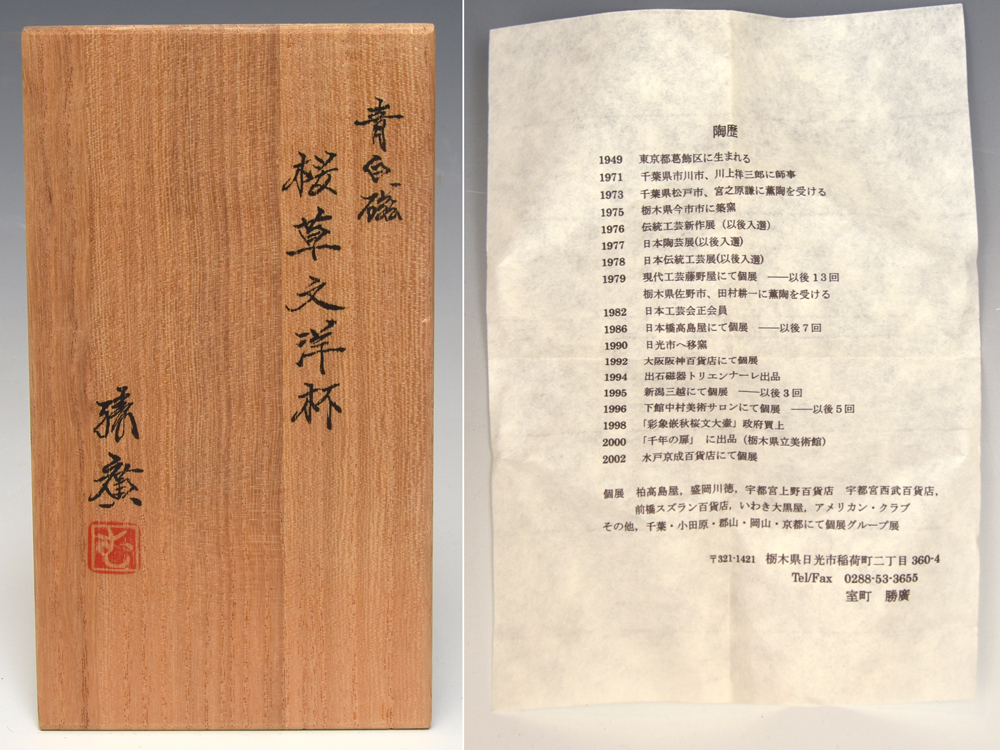 青白磁
桜草文洋杯
勝廣
む
陶歴
1949 東京都葛飾区に生まれる
1971 千葉県市川市、川上祥三郎に師事
1973 千葉県松戸市、宮之原謙に薫陶を受ける
1975 栃木県今市市に築窯
1976 伝統工芸新作展（以後入選）
1977 日本陶芸展(以後入選)
1978 日本伝統工芸展(以後入選)
1979 現代工芸藤野屋にて個展 ──以後１３回
栃木県佐野市、田村耕一に薫陶を受ける
1982 日本工芸会正会員
1986 日本橋高島屋にて個展 ──以後７回
1990 日光市へ移窯
1992 大阪阪神百貨店にて個展
1994 出石磁器トリエンナーレ出品
1995 新潟三越にて個展 ──以後３回
1996 下館中村美術サロンにて個展 ──以後５回
1998 「彩象嵌秋桜文大壷」政府買上
2000 「千年の扉」 に出品（栃木県立美術館）
2002 水戸京成百貨店にて個展
個展 柏高島屋，盛岡川徳，宇都宮上野百貨店 宇都宮西武百貨店，
前橋スズラン百貨店，いわき大黒屋，アメリカン・クラブ
その他，千葉・小田原・郡山・岡山・京都にて個展グループ展
〒321-1421 栃木県日光市稲荷町二丁目 360-4
Tel/Fax 0288-53-3655
室町 勝廣